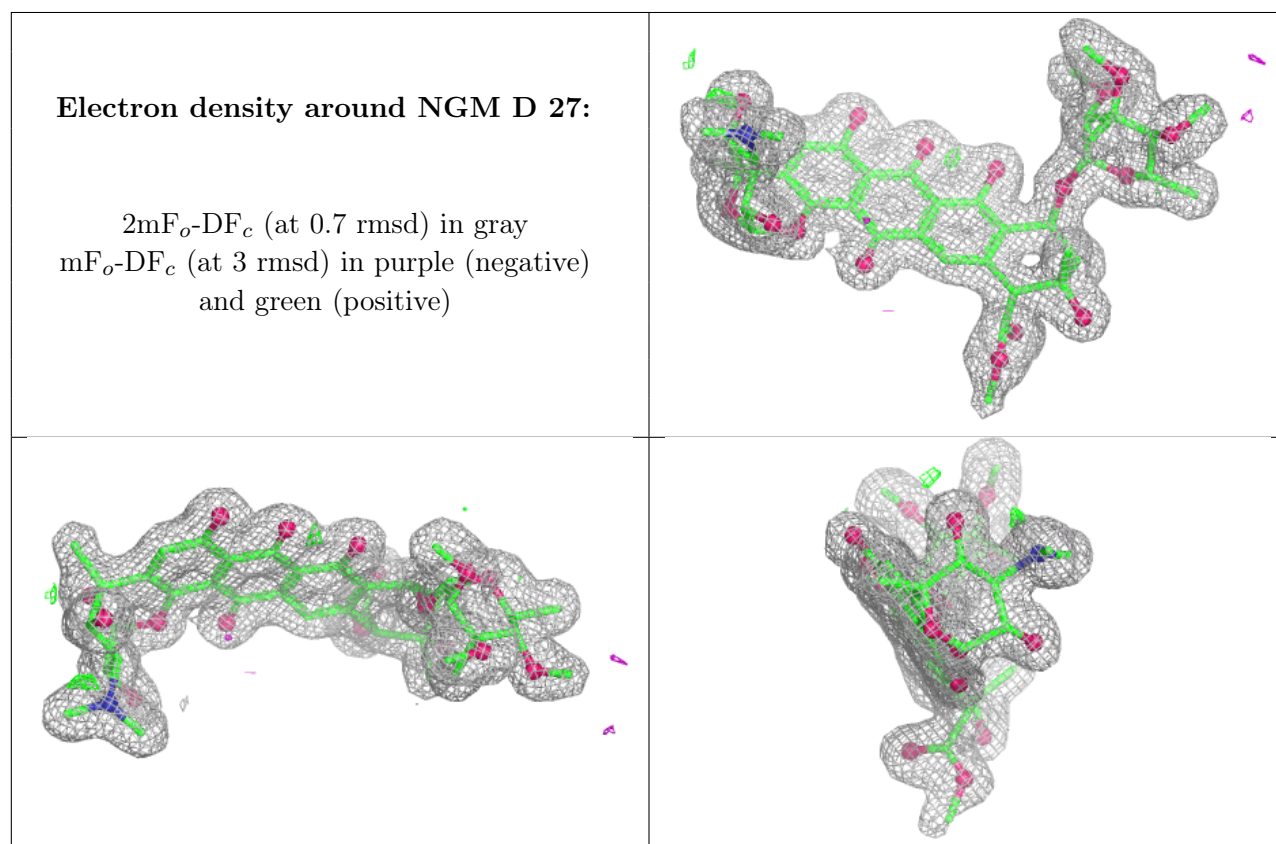 Electron density around NGM D 27:
2mFo-DFc (at 0.7 rmsd) in gray
mFo-DFc (at 3 rmsd) in purple (negative)
and green (positive)